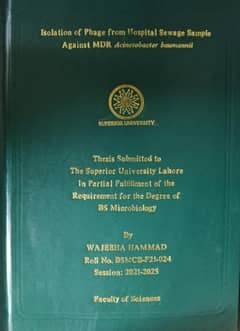 Isolation of Phage from Hospital Sewage Sample
Against MDR Acinetobacter baumannii
SUPERIOR UNIVERSITY
Thesis Submitted to
The Superior University Lahore
In Partial Fulfilment of the
Requirement for the Degree of
BS Microbiology
By
WAJEEHA HAMMAD
Roll No. BSMCB-F21-024
Session: 2021-2025
Faculty of Sciences